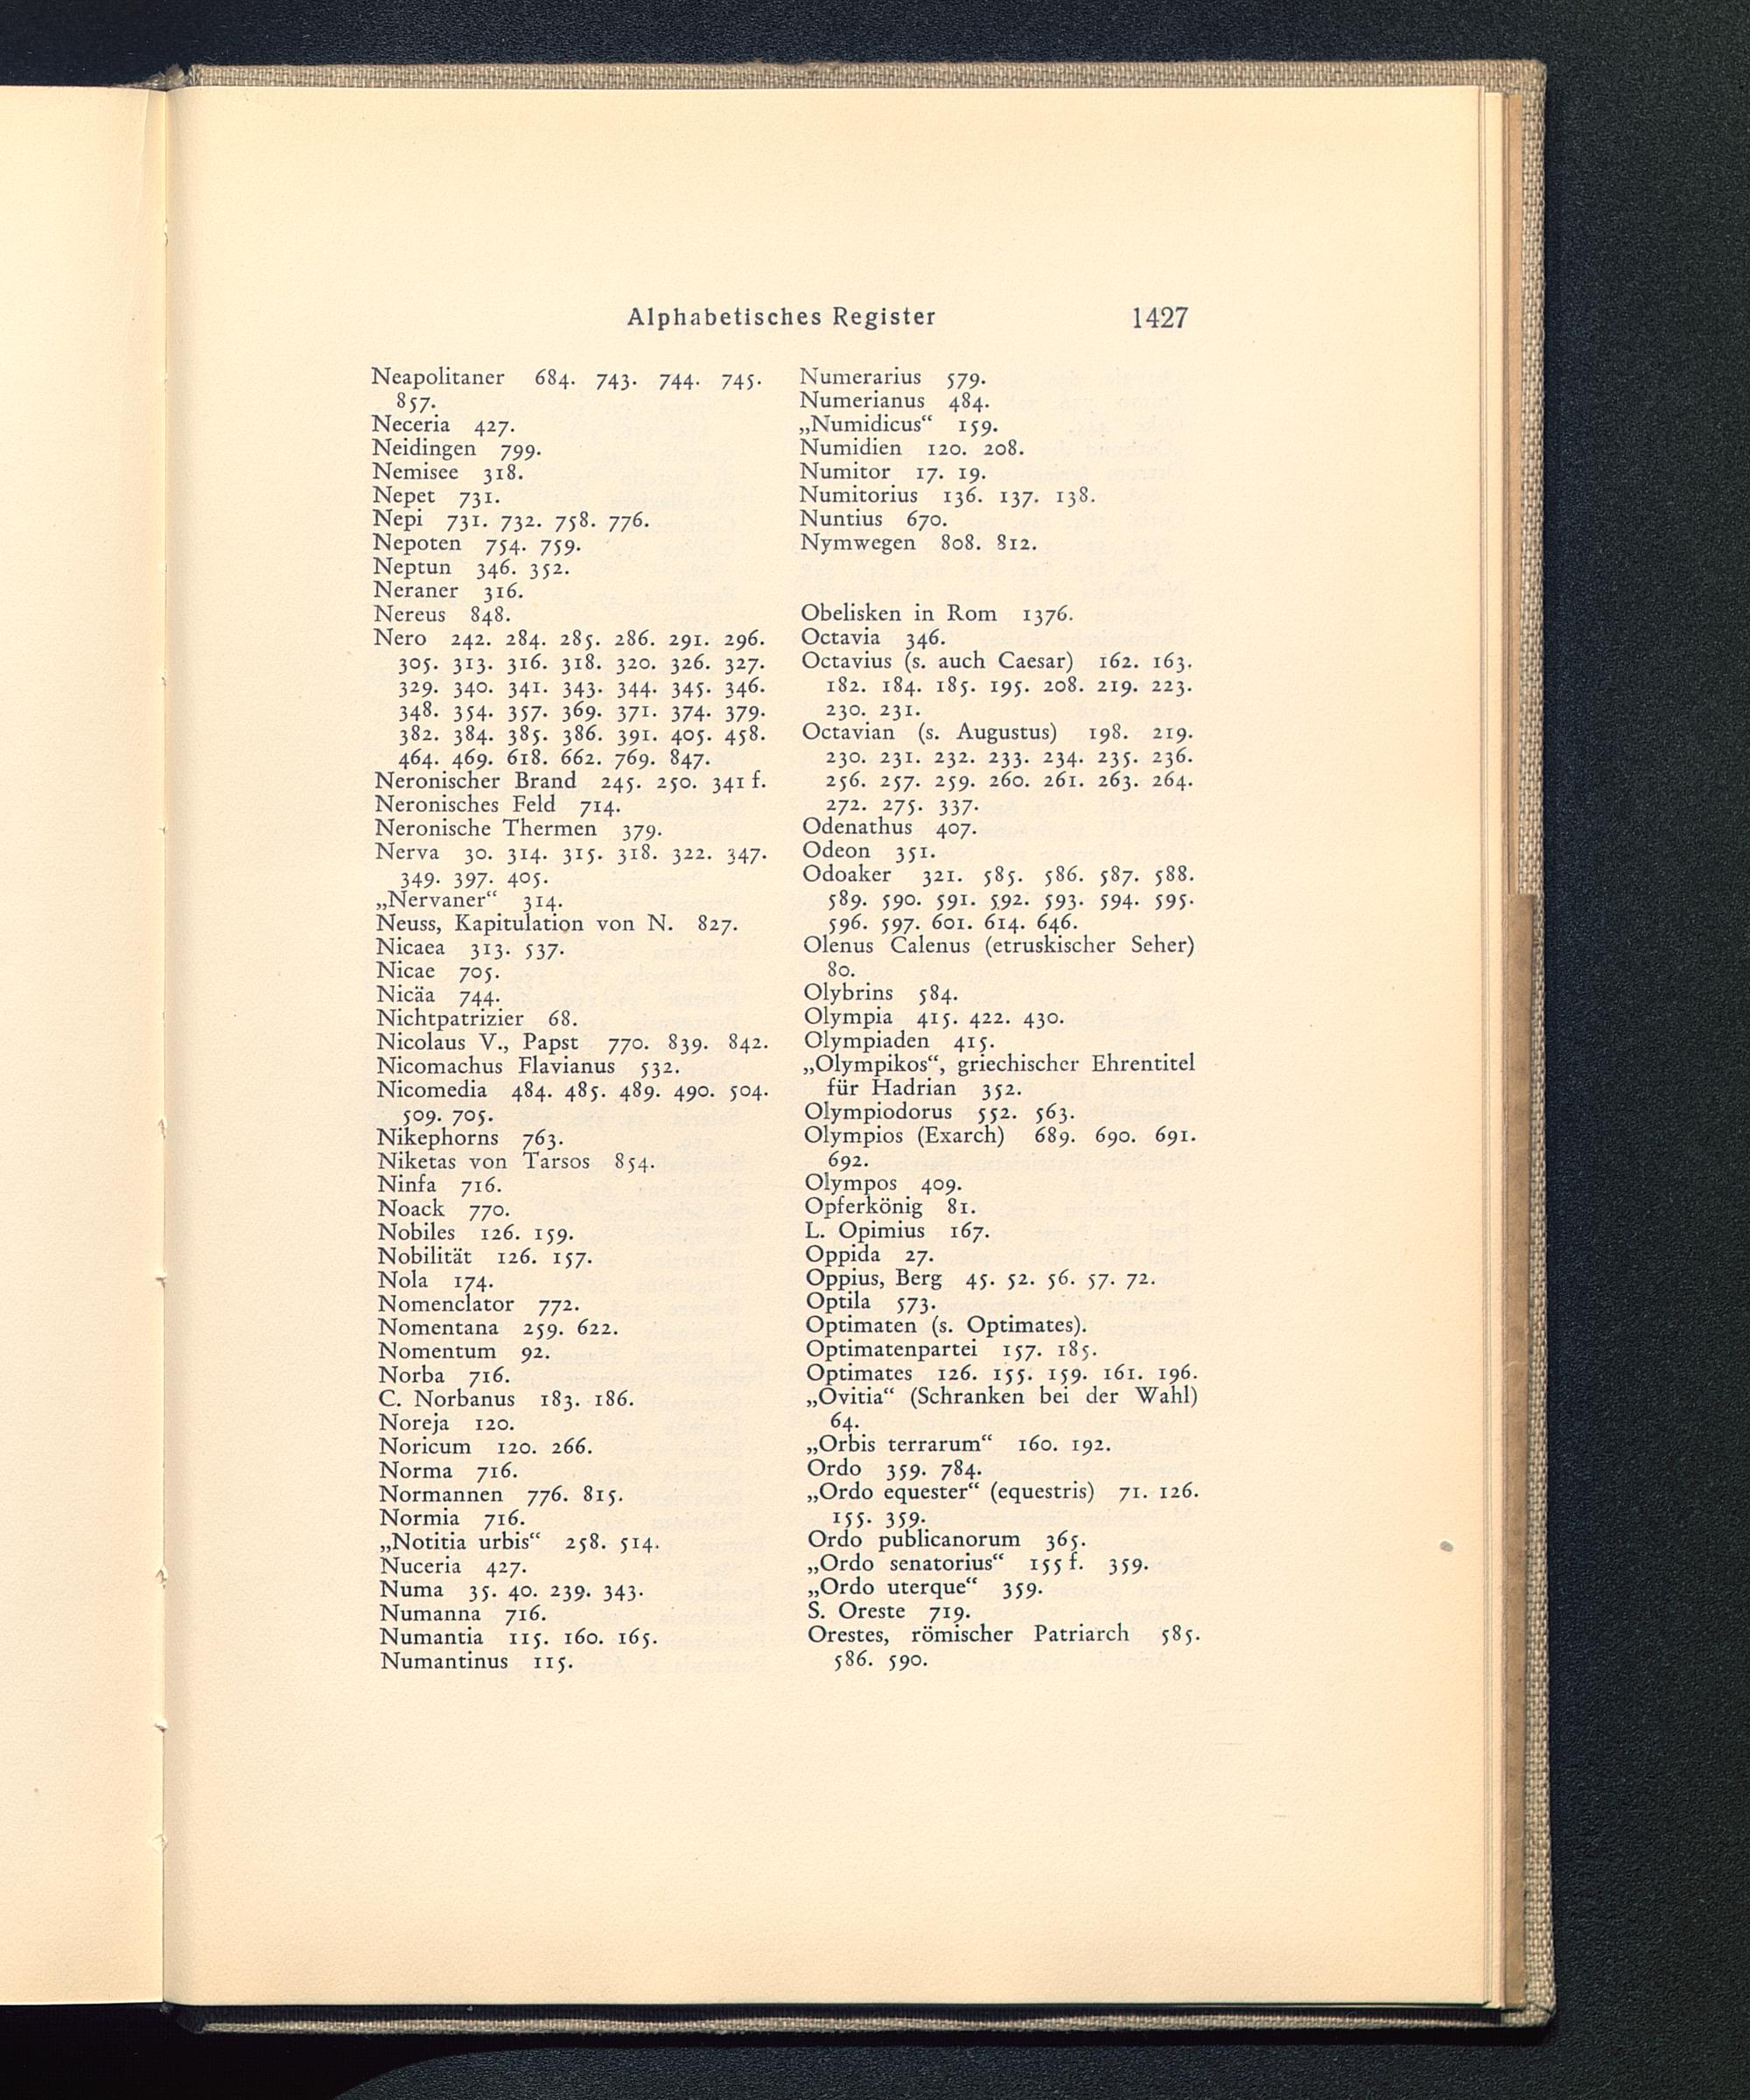 Alphabetisches Register 1427
Neapolitaner 684. 743. 744. 745.
857.
Neceria 427.
Neidingen 799.
Nemisee 318.
Nepet 731.
Nepi 731. 732. 758. 776.
Nepoten 754. 759.
Neptun 346. 352.
Neraner 316.
Nereus 848.
Nero 242. 284. 285. 286. 291. 296.
305. 313. 316. 318. 320. 326. 327.
329. 340. 341. 343. 344. 345. 346.
348. 354. 357. 369. 371. 374. 379.
382. 384. 385. 386. 391. 405. 458.
464. 469. 618. 662. 769. 847.
Neronischer Brand 245. 250. 341 f.
Neronisches Feld 714.
Neronische Thermen 379.
Nerva 30. 314. 315. 318. 322. 347.
349. 397. 405.
„Nervaner“ 314.
Neuss, Kapitulation von N. 827.
Nicaea 313. 537.
Nicae 705.
Nicäa 744.
Nichtpatrizier 68.
Nicolaus V., Papst 770. 839. 842.
Nicomachus Flavianus 532.
Nicomedia 484. 485. 489. 490. 504.
509. 705.
Nikephorns 763.
Niketas von Tarsos 854.
Ninfa 716.
Noack 770.
Nobiles 126. 159.
Nobilität 126. 157.
Nola 174.
Nomenclator 772.
Nomentana 259. 622.
Nomentum 92.
Norba 716.
C. Norbanus 183. 186.
Noreja 120.
Noricum 120. 266.
Norma 716.
Normannen 776. 815.
Normia 716.
„Notitia urbis“ 258. 514.
Nuceria 427.
Numa 35. 40. 239. 343.
Numanna 716.
Numantia 115. 160. 165.
Numantinus 115.
Numerarius 579.
Numerianus 484.
„Numidicus“ 159.
Numidien 120. 208.
Numitor 17. 19.
Numitorius 136. 137. 138.
Nuntius 670.
Nymwegen 808. 812.
Obelisken in Rom 1376.
Octavia 346.
Octavius (s. auch Caesar) 162. 163.
182. 184. 185. 195. 208. 219. 223.
230. 231.
Octavian (s. Augustus) 198. 219.
230. 231. 232. 233. 234. 235. 236.
256. 257. 259. 260. 261. 263. 264.
272. 275. 337.
Odenathus 407.
Odeon 351.
Odoaker 321. 585. 586. 587. 588.
589. 590. 591. 592. 593. 594. 595.
596. 597. 601. 614. 646.
Olenus Calenus (etruskischer Seher)
80.
Olybrins 584.
Olympia 415. 422. 430.
Olympiaden 415.
„Olympikos“, griechischer Ehrentitel
für Hadrian 352.
Olympiodorus 552. 563.
Olympios (Exarch) 689. 690. 691.
692.
Olympos 409.
Opferkönig 81.
L. Opimius 167.
Oppida 27.
Oppius, Berg 45. 52. 56. 57. 72.
Optila 573.
Optimaten (s. Optimates).
Optimatenpartei 157. 185.
Optimates 126. 155. 159. 161. 196.
„Ovitia“ (Schranken bei der Wahl)
64.
„Orbis terrarum“ 160. 192.
Ordo 359. 784.
„Ordo equester“ (equestris) 71. 126.
155. 359.
Ordo publicanorum 365.
„Ordo senatorius“ 155 f. 359.
„Ordo uterque“ 359.
S. Oreste 719.
Orestes, römischer Patriarch 585.
586. 590.